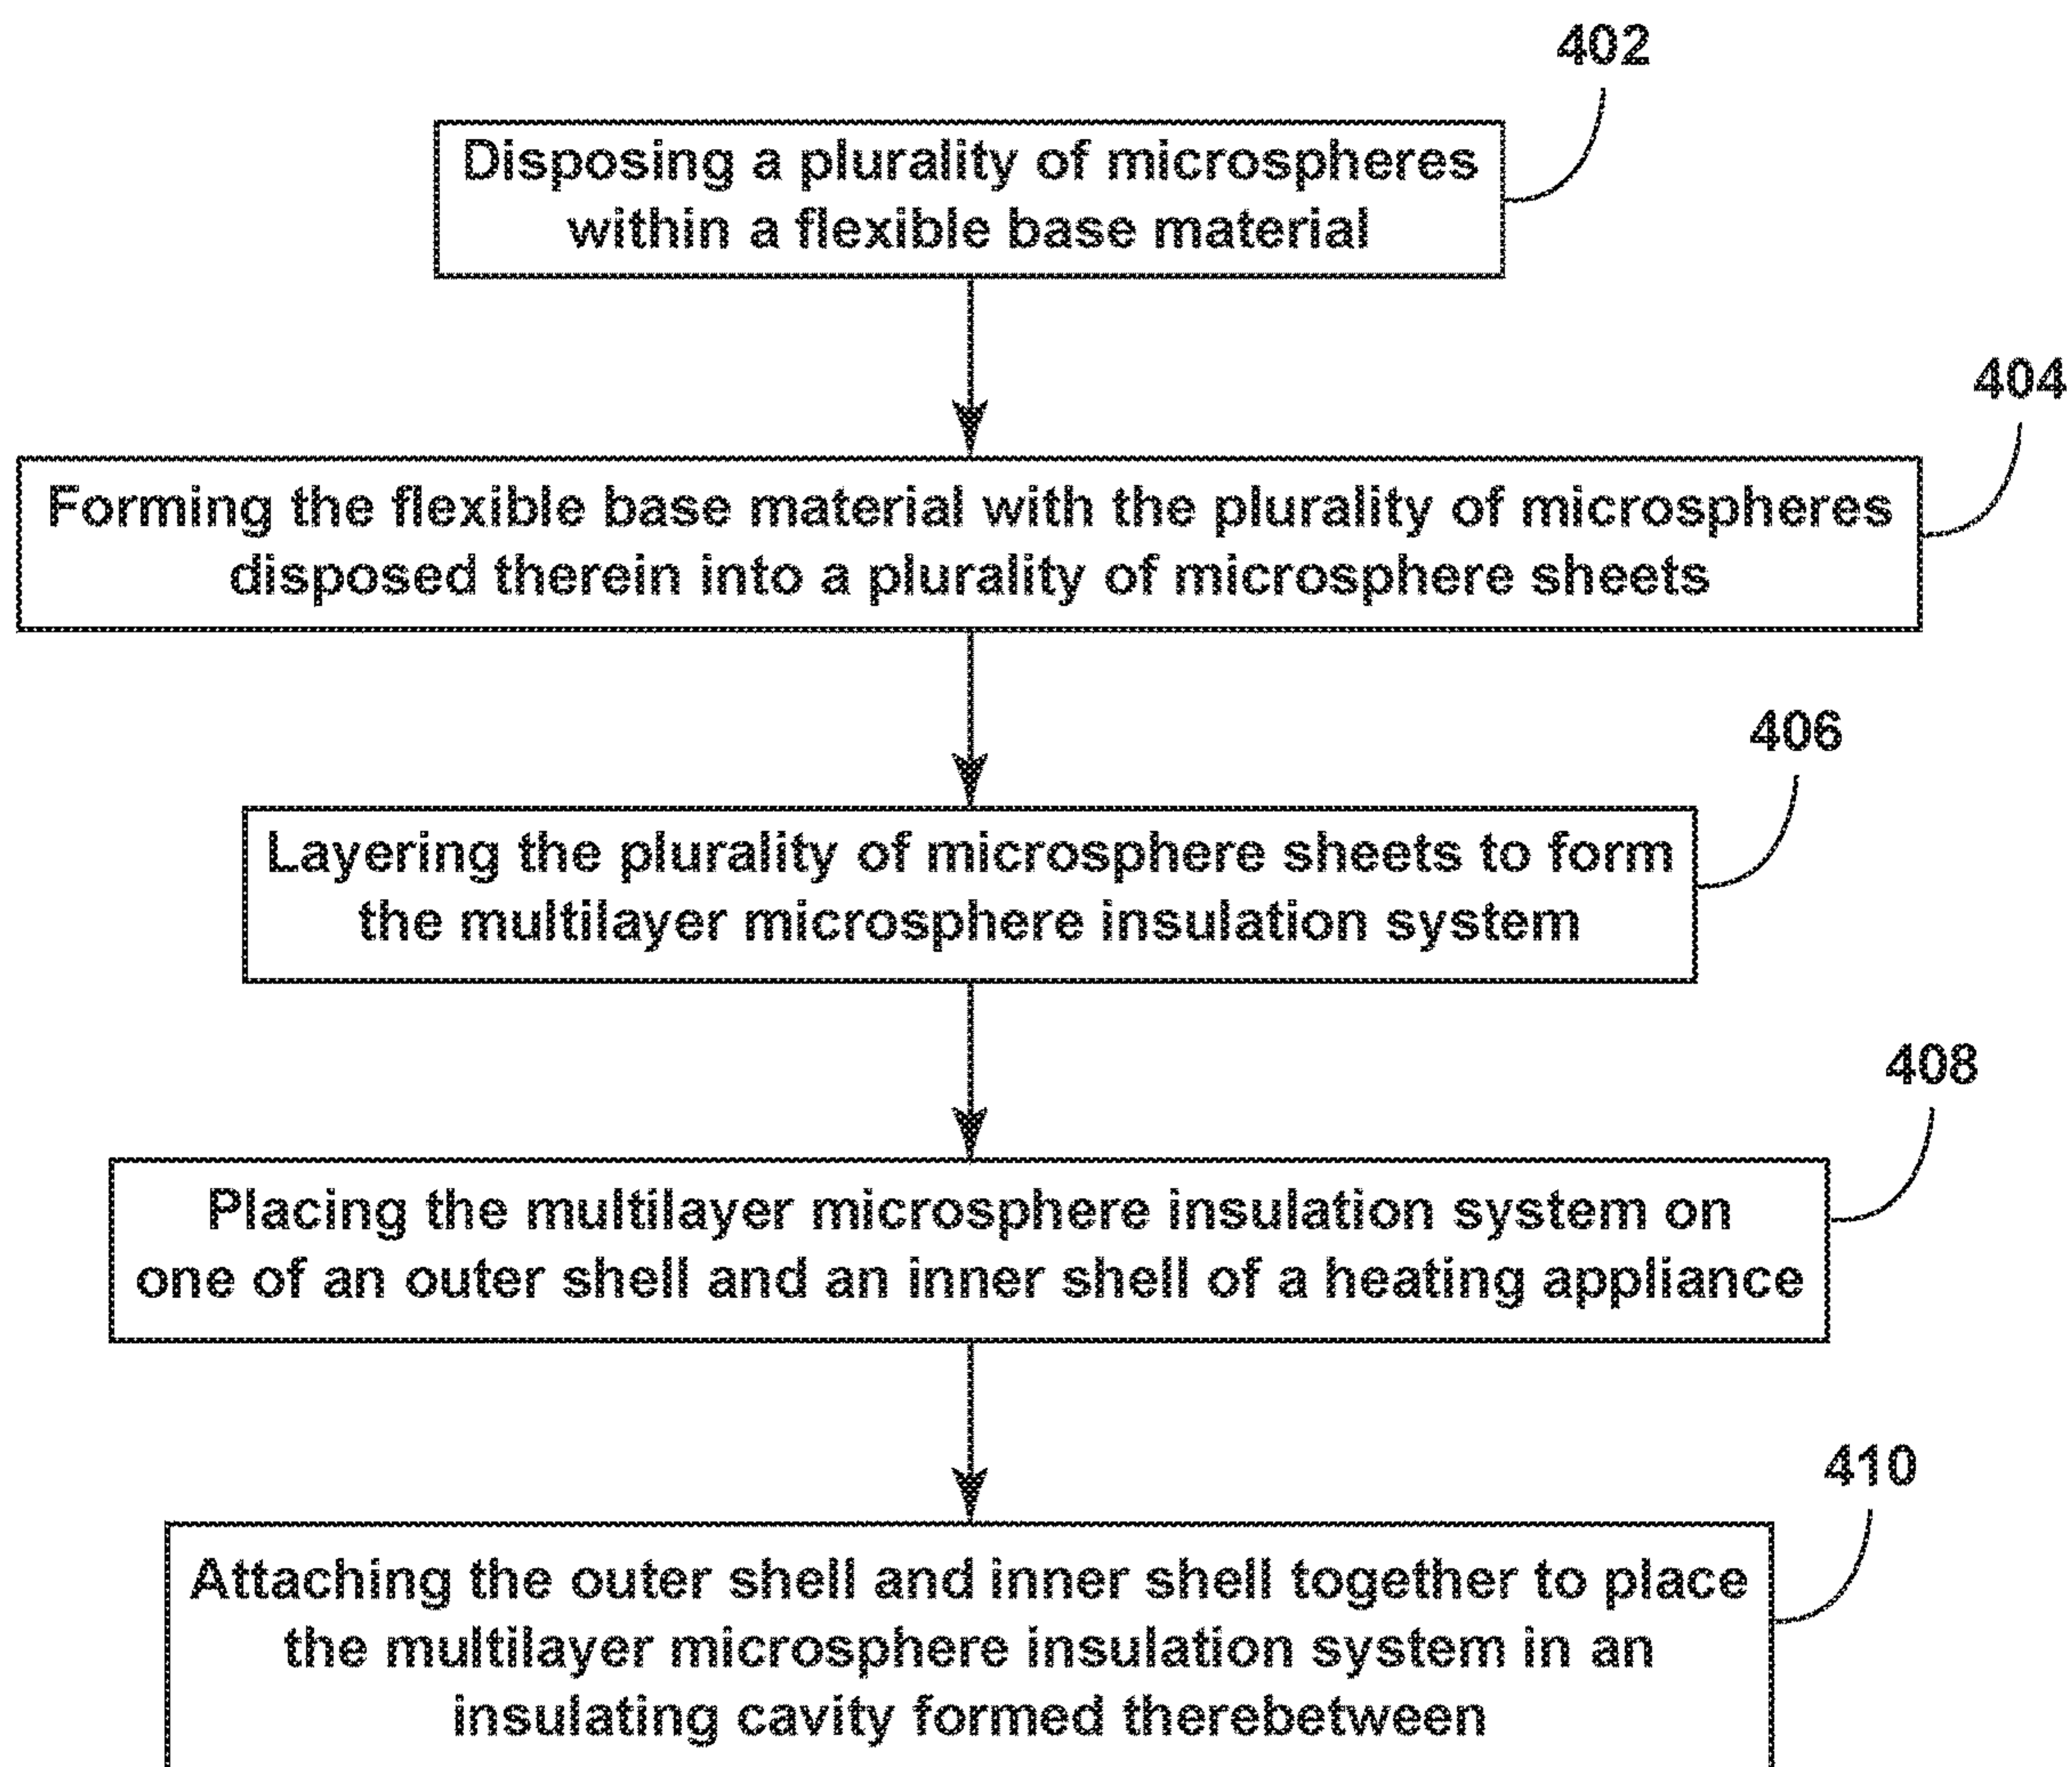 402
Disposing a plurality of microspheres
within a flexible base material
404
Forming the flexible base material with the plurality of microspheres
disposed therein into a plurality of microsphere sheets
406
Layering the plurality of microsphere sheets to form
the multilayer microsphere insulation system
408
Placing the multilayer microsphere insulation system on
one of an outer shell and an inner shell of a heating appliance
410
Attaching the outer shell and inner shell together to place
the multilayer microsphere insulation system in an
insulating cavity formed therebetween